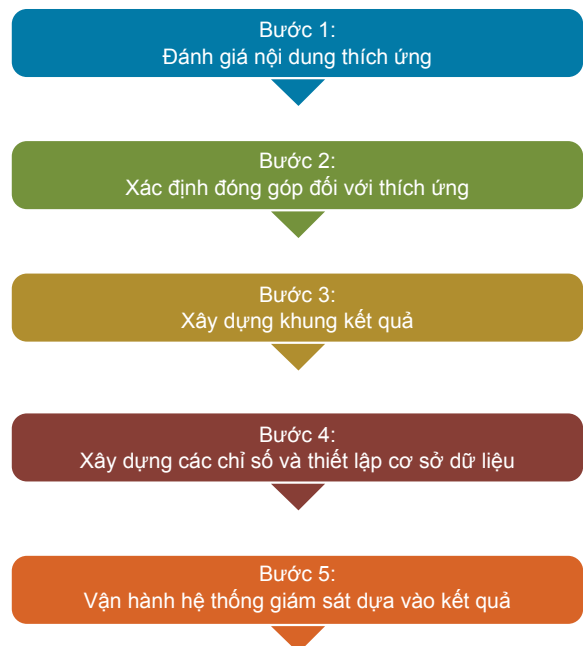 Bước 1:
Đánh giá nội dung thích ứng
Bước 2:
Xác định đóng góp đối với thích ứng
Bước 3:
Xây dựng khung kết quả
Bước 4:
Xây dựng các chỉ số và thiết lập cơ sở dữ liệu
Bước 5:
Vận hành hệ thống giám sát dựa vào kết quả